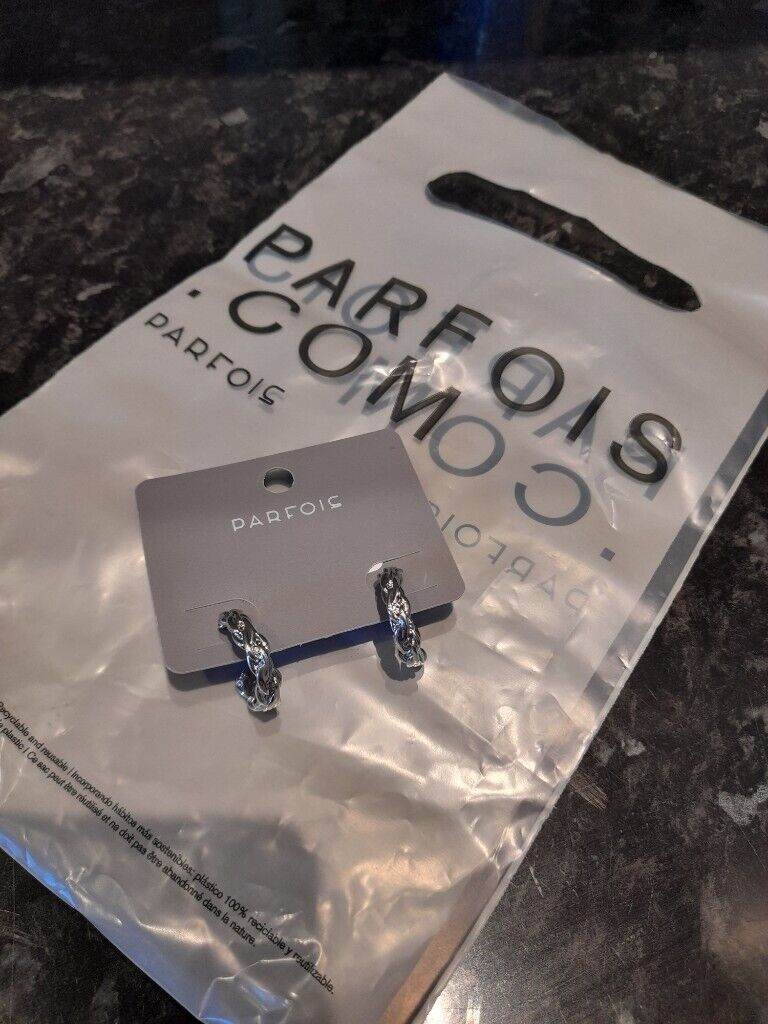 PARFOIS
.COM
PARFOIS
PARFOIS
Recyclable and reusable | Incorporando hábitos más sostenibles: plástico 100% reciclable y reutilizable.
plastic | Ce sac peut être réutilisé et ne doit pas être abandonné dans la nature.